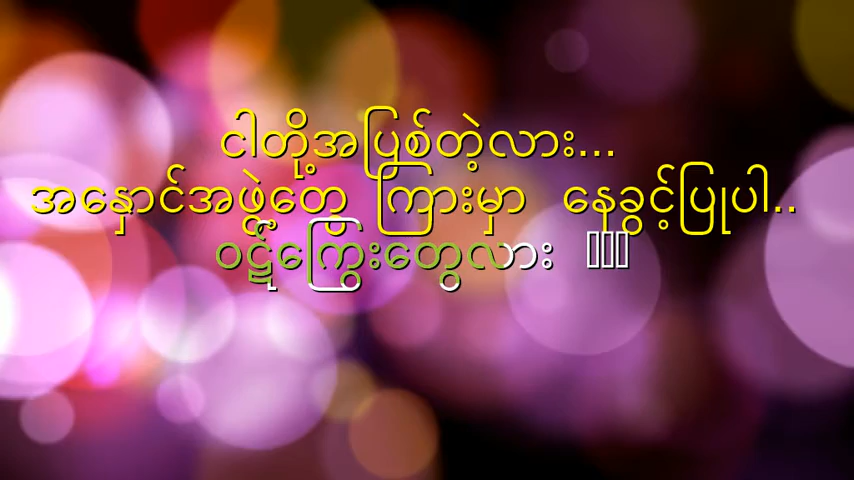 ငါတို့အပြစ်တဲ့လား...
အနှောင်အဖွဲ့တွေ ကြားမှာ နေခွင့်ပြုပါ..
ဝဋ်ကြွေးတွေလား